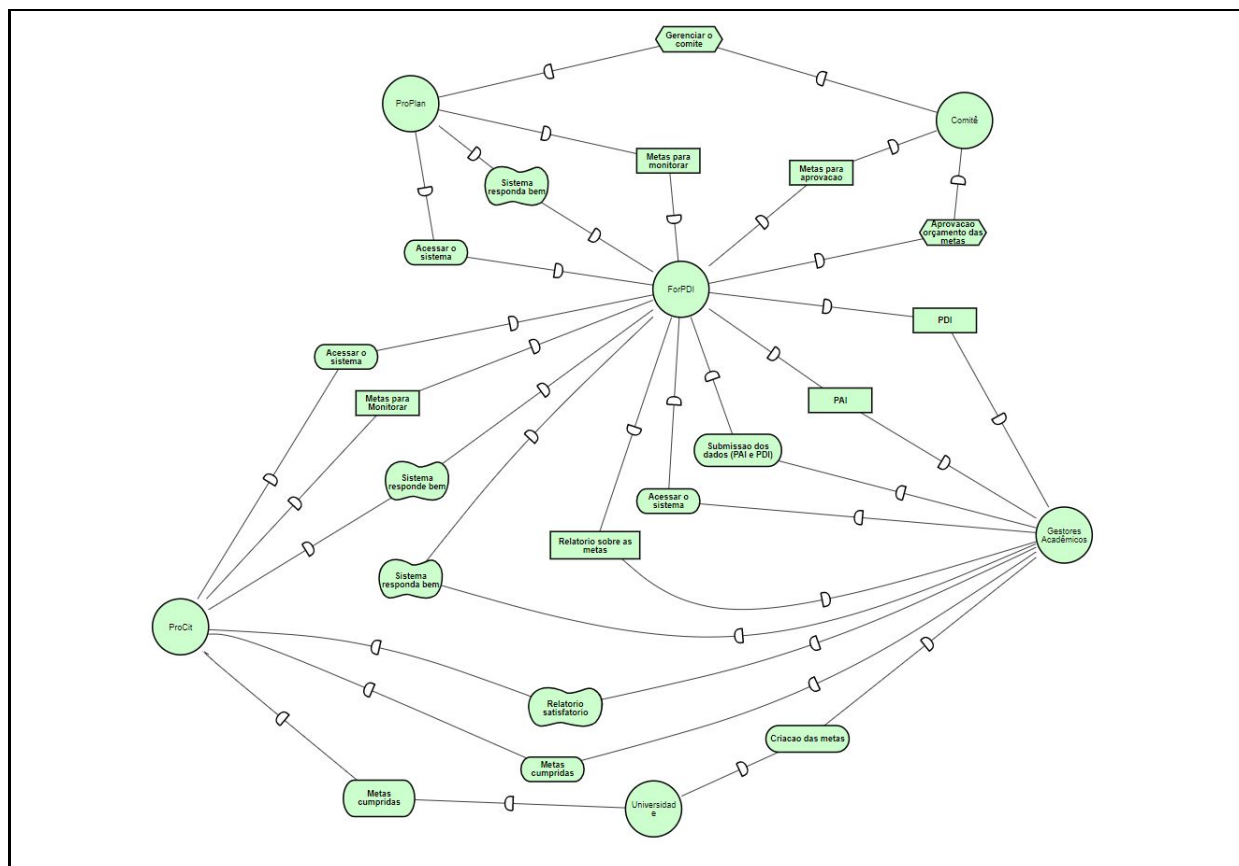 Gerenciar o
comite
ProPlan
Comitê
Metas para
monitorar
Metas para
aprovacao
Sistema
responda bem
Aprovacao
orçamento das
metas
Acessar o
sistema
ForPDI
PDI
Acessar o
sistema
Metas para
Monitorar
PAI
Submissao dos
dados (PAI e PDI)
Sistema
responde bem
Acessar o
sistema
Relatorio sobre as
metas
Gestores
Acadêmicos
Sistema
responda bem
ProCit
Relatorio
satisfatorio
Criacao das metas
Metas
cumpridas
Metas
cumpridas
Universidad
e